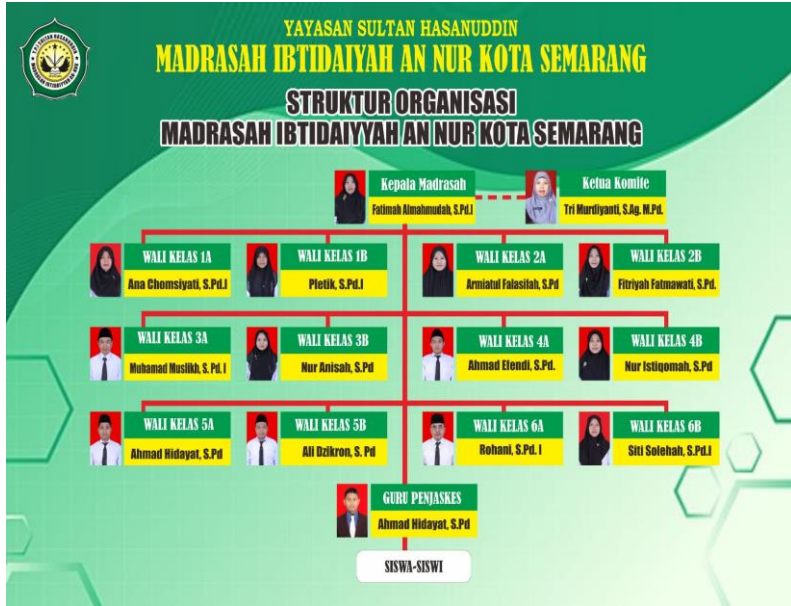 YAYASAN SULTAN HASANUDDIN
MADRASAH IBTIDAIYAH AN NUR KOTA SEMARANG
STRUKTUR ORGANISASI
MADRASAH IBTIDAIYYAH AN NUR KOTA SEMARANG
Kepala Madrasah
Fatimah Almahmudah, S.Pd.I
Ketua Komite
Tri Murdiyanti, S.Ag. M.Pd.
WALI KELAS 1A
Ana Chomsiyati, S.Pd.I
WALI KELAS 1B
Pletik, S.Pd.I
WALI KELAS 2A
Armiatul Falasifah, S.Pd
WALI KELAS 2B
Fitriyah Fatmawati, S.Pd.
WALI KELAS 3A
Muhamad Muslikh, S. Pd. I
WALI KELAS 3B
Nur Anisah, S.Pd
WALI KELAS 4A
Ahmad Efendi, S.Pd.
WALI KELAS 4B
Nur Istiqomah, S.Pd
WALI KELAS 5A
Ahmad Hidayat, S.Pd
WALI KELAS 5B
Ali Dzikron, S. Pd
WALI KELAS 6A
Rohani, S.Pd. I
WALI KELAS 6B
Siti Solehah, S.Pd.I
GURU PENJASKES
Ahmad Hidayat, S.Pd
SISWA-SISWI